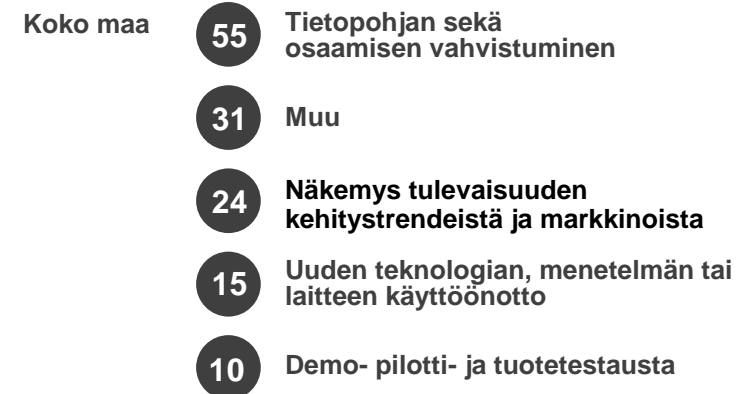 Koko maa
55
Tietopohjan sekä
osaamisen vahvistuminen
31
Muu
24
Näkemys tulevaisuuden
kehitystrendeistä ja markkinoista
15
Uuden teknologian, menetelmän tai
laitteen käyttöönotto
10
Demo- pilotti- ja tuotetestausta